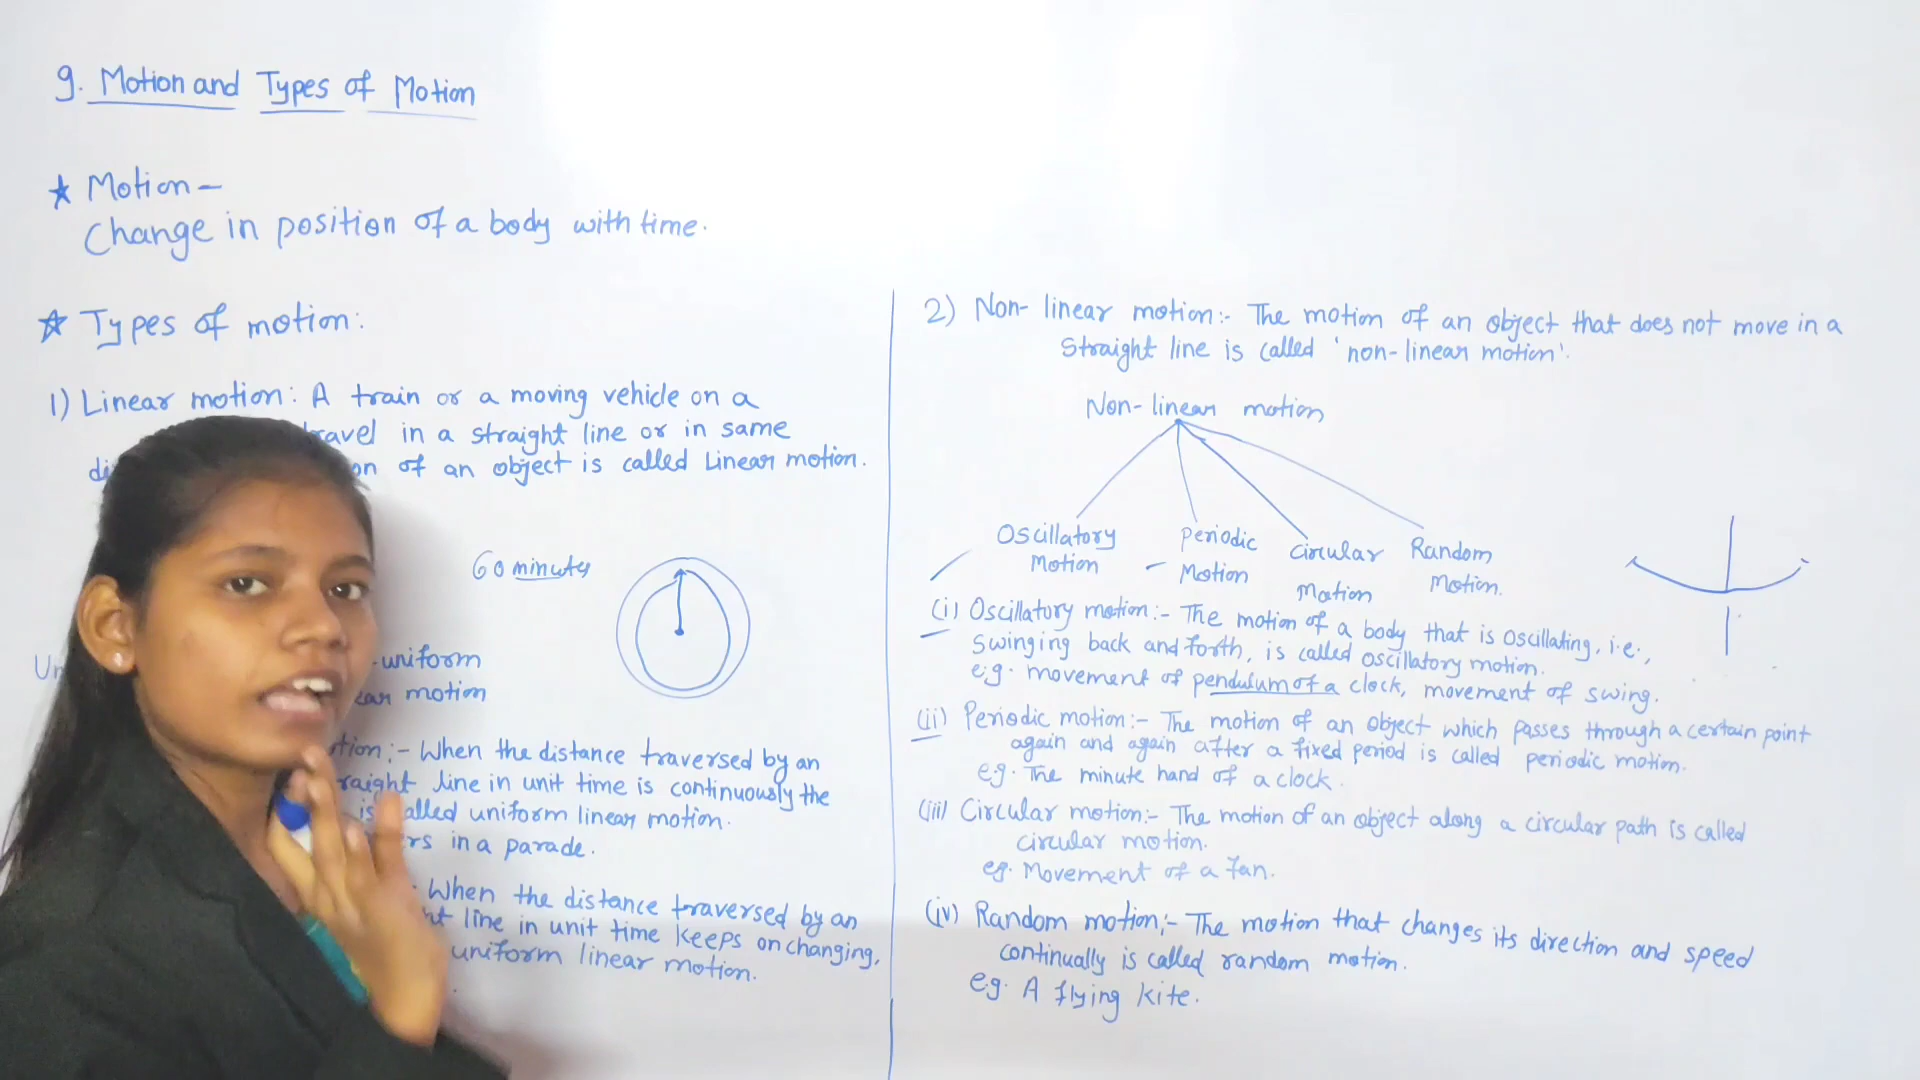 9. Motion and Types of Motion
★ Motion —
Change in position of a body with time.
★ Types of motion:
1) Linear motion: A train or a moving vehicle on a
travel in a straight line or in same
of an object is called Linear motion.
60 minutes
uniform
motion
:- When the distance traversed by an
line in unit time is continuously the
is called uniform linear motion.
in a parade.
When the distance traversed by an
line in unit time keeps on changing,
uniform linear motion.
2) Non-linear motion:- The motion of an object that does not move in a
straight line is called 'non-linear motion'.
Non-linear motion
Oscillatory Motion
Periodic Motion
Circular Motion
Random Motion.
(i) Oscillatory motion:- The motion of a body that is oscillating, i.e.,
swinging back and forth, is called oscillatory motion.
e.g. movement of pendulum of a clock, movement of swing.
(ii) Periodic motion:- The motion of an object which passes through a certain point
again and again after a fixed period is called periodic motion.
e.g. The minute hand of a clock.
(iii) Circular motion:- The motion of an object along a circular path is called
circular motion.
eg. Movement of a fan.
(iv) Random motion:- The motion that changes its direction and speed
continually is called random motion.
e.g. A flying kite.